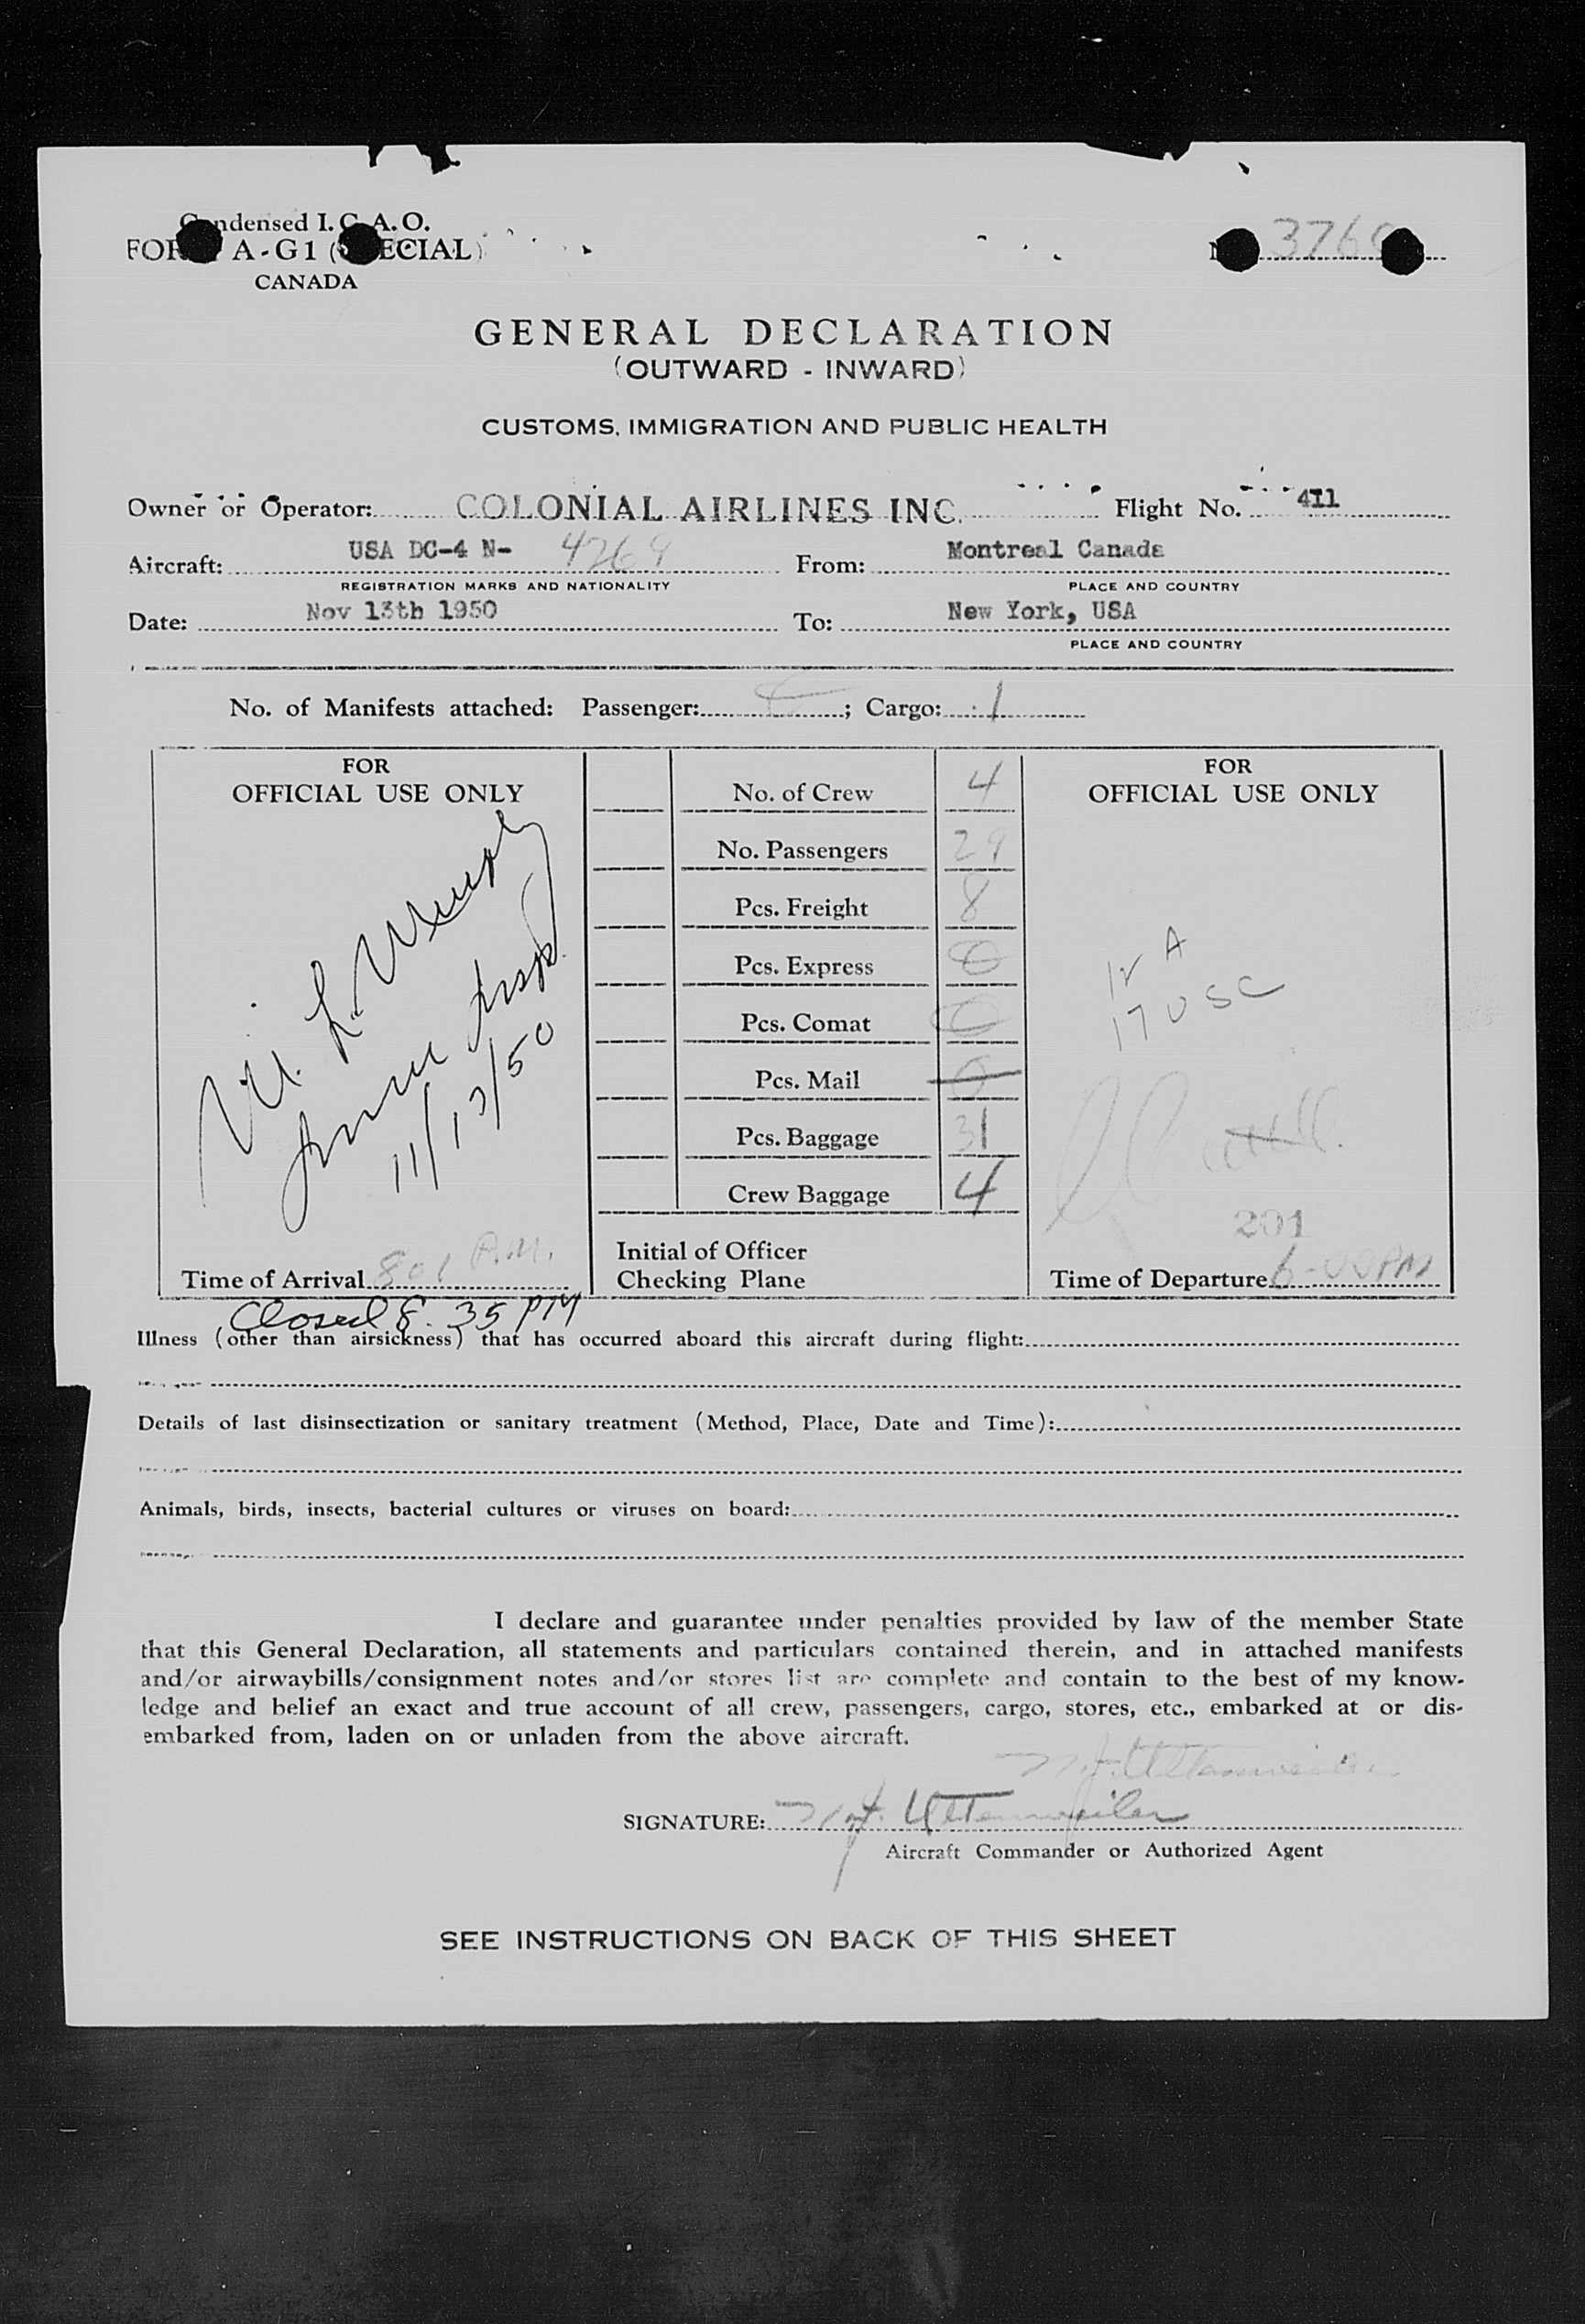 Condensed I.C.A.O.
FORM A-G1 (SPECIAL)
CANADA
376
GENERAL DECLARATION
(OUTWARD - INWARD)
CUSTOMS, IMMIGRATION AND PUBLIC HEALTH
Owner or Operator: COLONIAL AIRLINES INC. Flight No. 411
Aircraft: USA DC-4 N- 4269 From: Montreal Canada
REGISTRATION MARKS AND NATIONALITY PLACE AND COUNTRY
Date: Nov 13th 1950 To: New York, USA
PLACE AND COUNTRY
No. of Manifests attached: Passenger: ; Cargo: 1
FOR
OFFICIAL USE ONLY
11/13/50
Time of Arrival 801 P.M.
Closed 8.35 PM
No. of Crew 4
No. Passengers 29
Pcs. Freight 8
Pcs. Express 0
Pcs. Comat 0
Pcs. Mail 0
Pcs. Baggage 31
Crew Baggage 4
Initial of Officer
Checking Plane
FOR
OFFICIAL USE ONLY
A
17 USC
201
Time of Departure 6-00 PM
Illness (other than airsickness) that has occurred aboard this aircraft during flight:
Details of last disinsectization or sanitary treatment (Method, Place, Date and Time):
Animals, birds, insects, bacterial cultures or viruses on board:
I declare and guarantee under penalties provided by law of the member State
that this General Declaration, all statements and particulars contained therein, and in attached manifests
and/or airwaybills/consignment notes and/or stores list are complete and contain to the best of my know-
ledge and belief an exact and true account of all crew, passengers, cargo, stores, etc., embarked at or dis-
embarked from, laden on or unladen from the above aircraft.
SIGNATURE:
Aircraft Commander or Authorized Agent
SEE INSTRUCTIONS ON BACK OF THIS SHEET